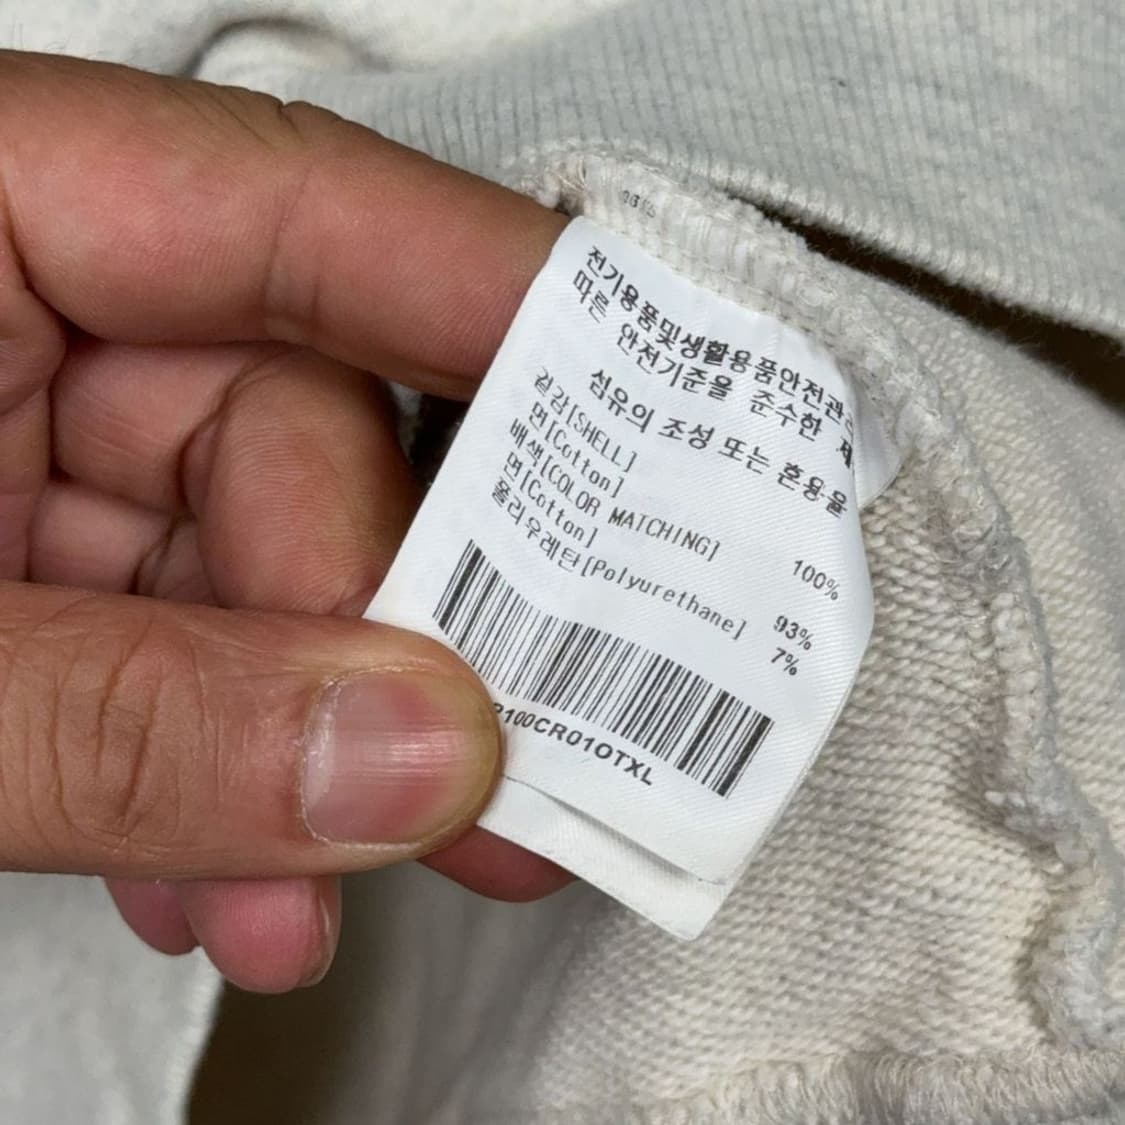 전기용품및생활용품안전관
따른 안전기준을 준수한 제
섬유의 조성 또는 혼용율
겉감[SHELL]
면[Cotton] 100%
배색[COLOR MATCHING]
면[Cotton] 93%
폴리우레탄[Polyurethane] 7%
100CR01OTXL